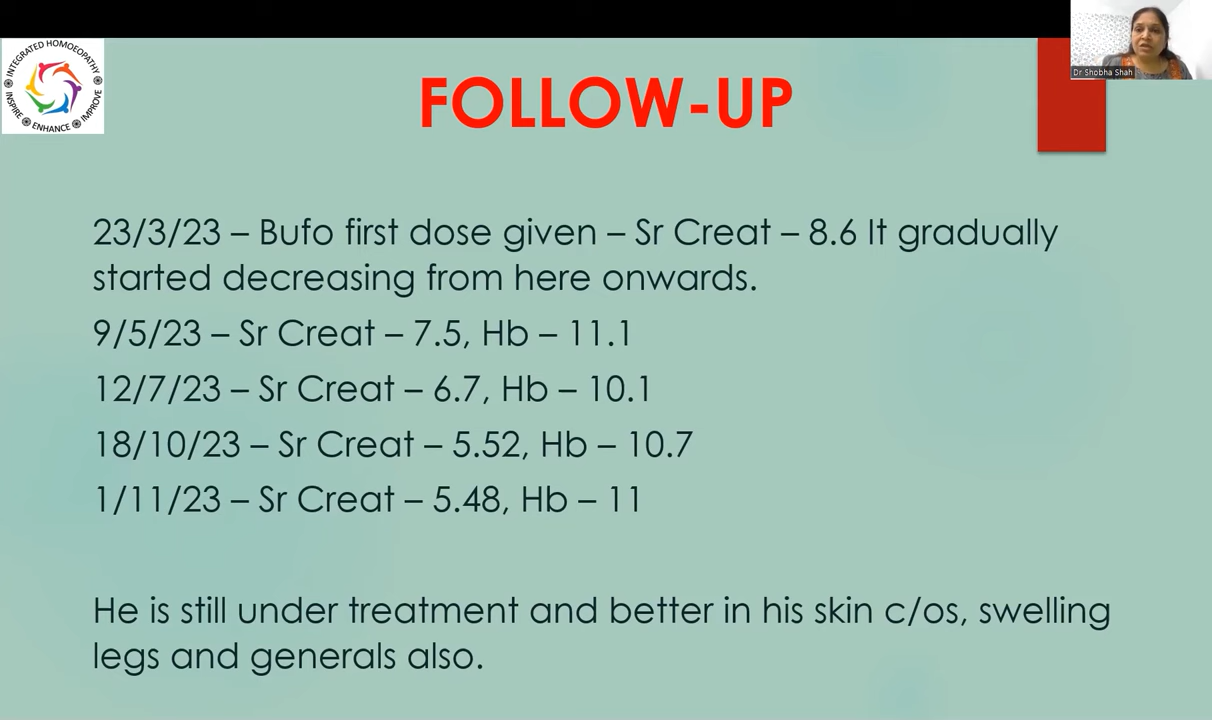 INTEGRATED HOMOEOPATHY
INSPIRE ENHANCE IMPROVE
Dr Shobha Shah
FOLLOW-UP
23/3/23 – Bufo first dose given – Sr Creat – 8.6 It gradually
started decreasing from here onwards.
9/5/23 – Sr Creat – 7.5, Hb – 11.1
12/7/23 – Sr Creat – 6.7, Hb – 10.1
18/10/23 – Sr Creat – 5.52, Hb – 10.7
1/11/23 – Sr Creat – 5.48, Hb – 11
He is still under treatment and better in his skin c/os, swelling
legs and generals also.